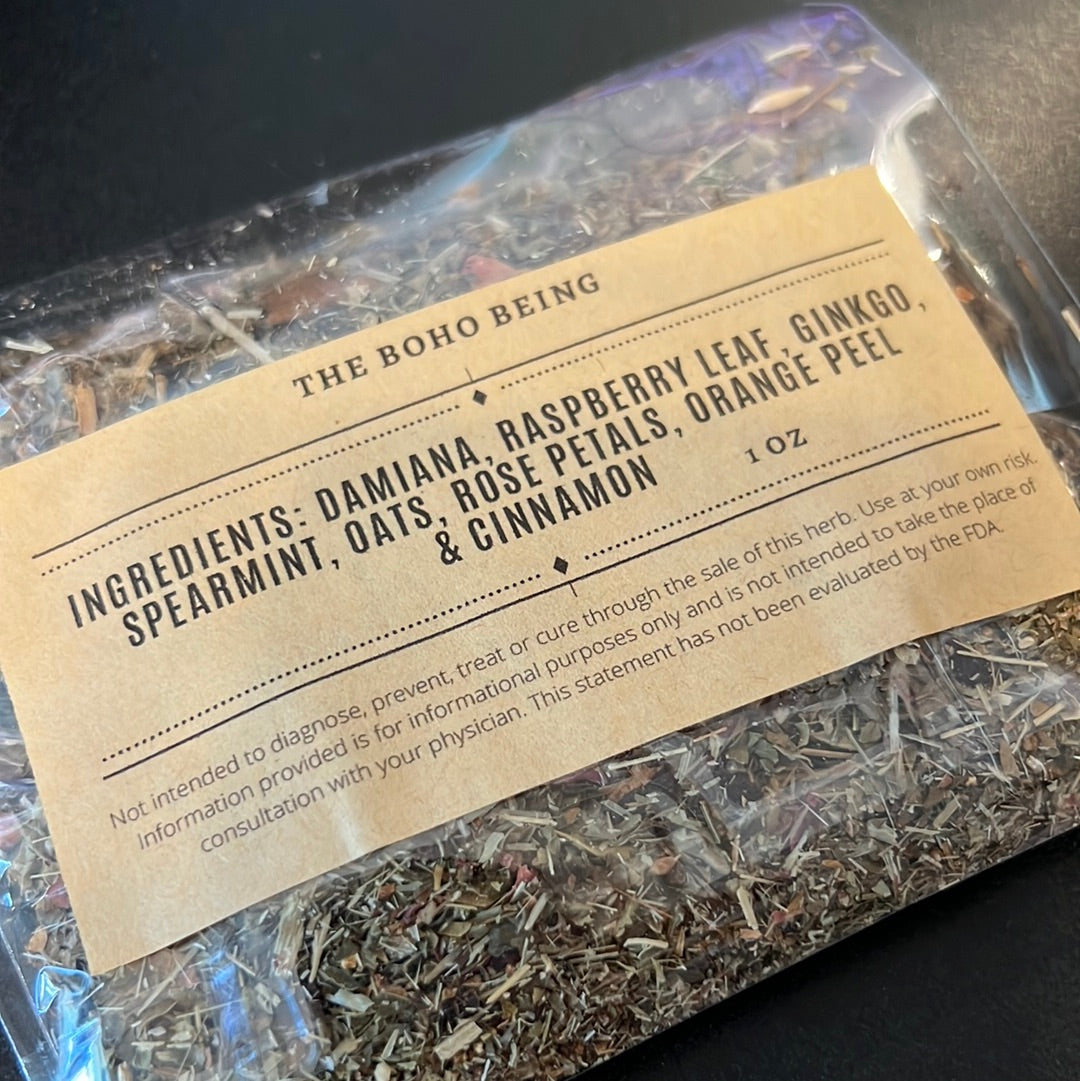 THE BOHO BEING
INGREDIENTS: DAMIANA, RASPBERRY LEAF, GINKGO,
SPEARMINT, OATS, ROSE PETALS, ORANGE PEEL
& CINNAMON
1 OZ
Not intended to diagnose, prevent, treat or cure through the sale of this herb. Use at your own risk.
Information provided is for informational purposes only and is not intended to take the place of
consultation with your physician. This statement has not been evaluated by the FDA.